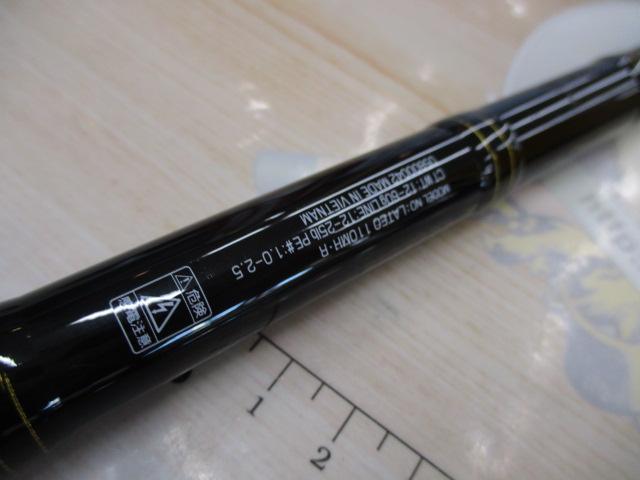 MODEL NO.:LATEO 110MH・R
CT WT:12-60g LINE:12-25lb PE#:1.0-2.5
MADE IN VIETNAM
危険
感電注意
1
2